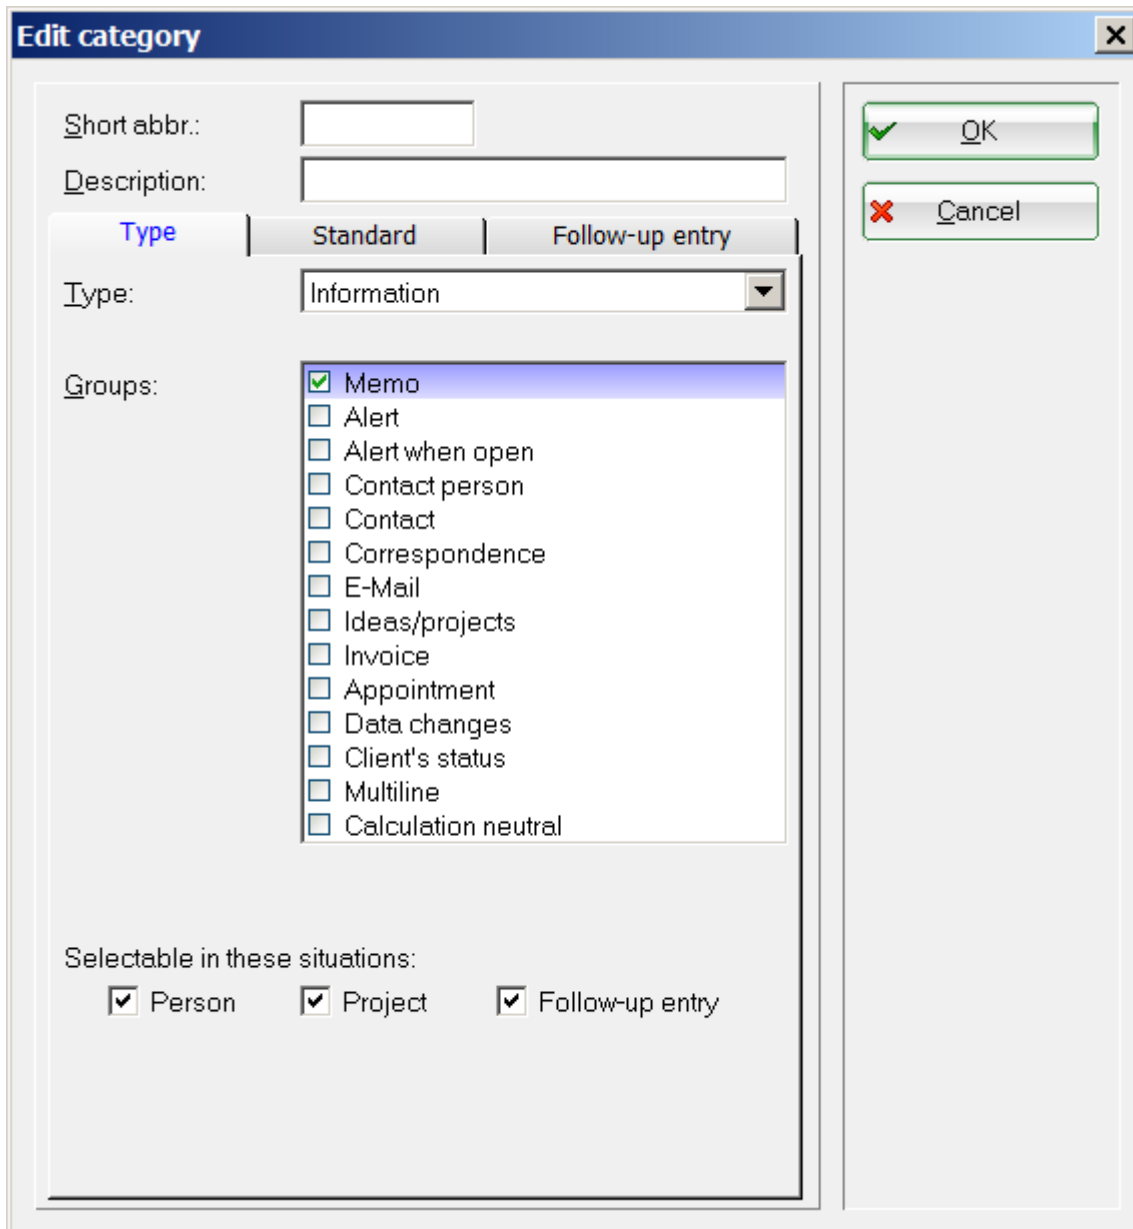 Edit category
Short abbr.:
OK
Description:
Cancel
Type Standard Follow-up entry
Type: Information
Groups: Memo
Alert
Alert when open
Contact person
Contact
Correspondence
E-Mail
Ideas/projects
Invoice
Appointment
Data changes
Client's status
Multiline
Calculation neutral
Selectable in these situations:
Person Project Follow-up entry